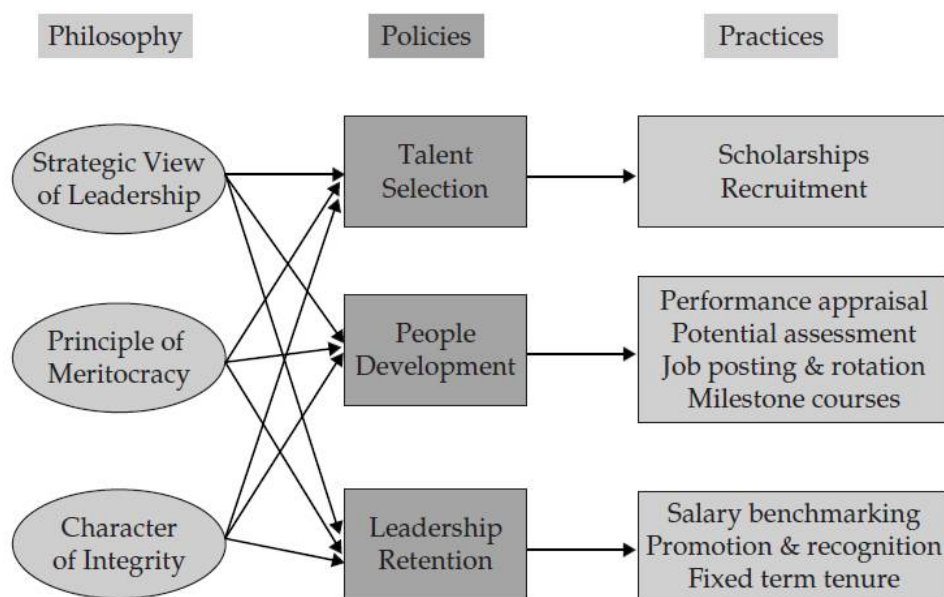 Philosophy
Policies
Practices
Strategic View
of Leadership
Talent
Selection
Scholarships
Recruitment
Principle of
Meritocracy
People
Development
Performance appraisal
Potential assessment
Job posting & rotation
Milestone courses
Character
of Integrity
Leadership
Retention
Salary benchmarking
Promotion & recognition
Fixed term tenure